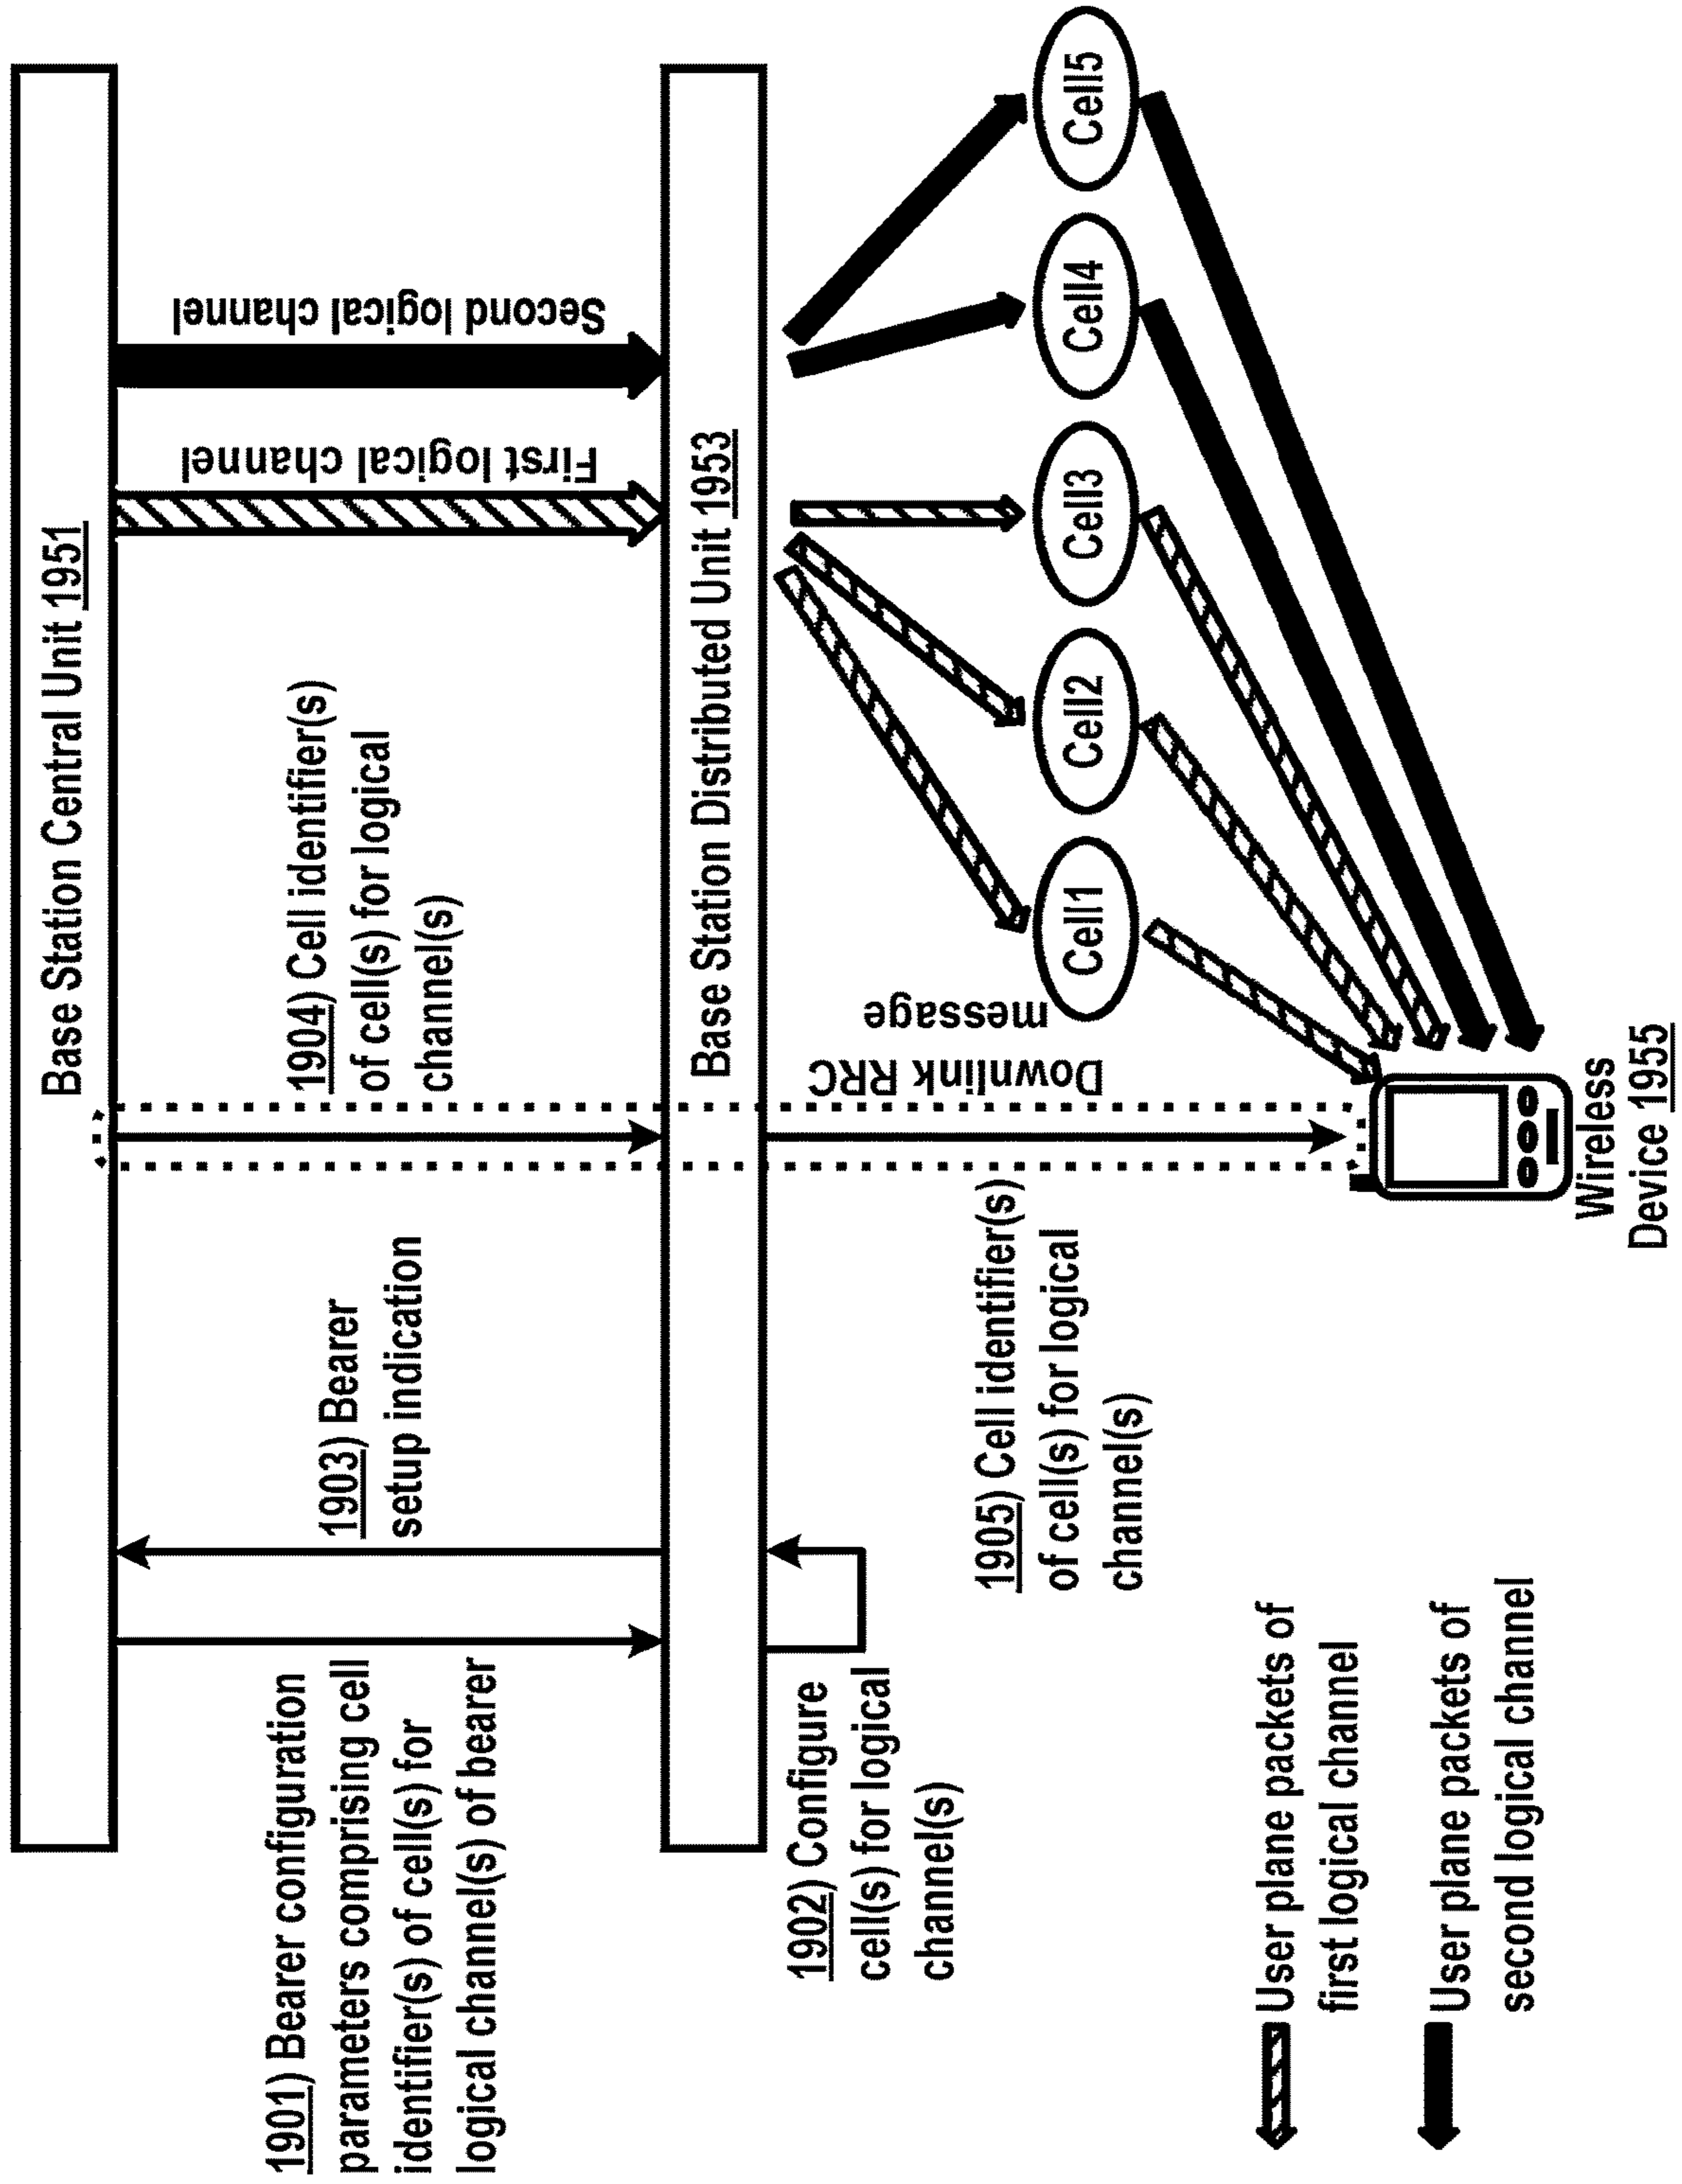 Base Station Central Unit 1951
1901) Bearer configuration
parameters comprising cell
identifier(s) of cell(s) for
logical channel(s) of bearer
1903) Bearer
setup indication
1904) Cell identifier(s)
of cell(s) for logical
channel(s)
First logical channel
Second logical channel
Base Station Distributed Unit 1953
1902) Configure
cell(s) for logical
channel(s)
1905) Cell identifier(s)
of cell(s) for logical
channel(s)
Downlink RRC
message
Cell1
Cell2
Cell3
Cell4
Cell5
User plane packets of
first logical channel
User plane packets of
second logical channel
Wireless
Device 1955